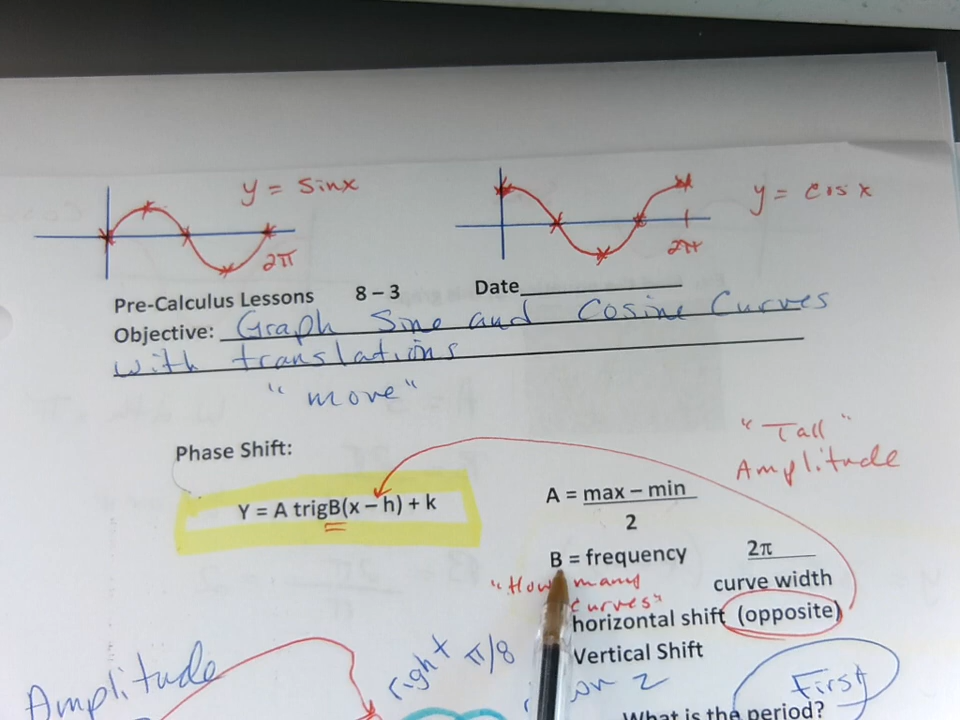 y = sinx
y = cos x
2π
2π
Pre-Calculus Lessons 8 – 3 Date
Objective: Graph Sine and Cosine Curves
with translations
"move"
"Tall"
Amplitude
Phase Shift:
Y = A trigB(x – h) + k
A = max – min
2
B = frequency 2π
curve width
"How many
curves"
horizontal shift (opposite)
Vertical Shift
right π/8
Amplitude
First
What is the period?